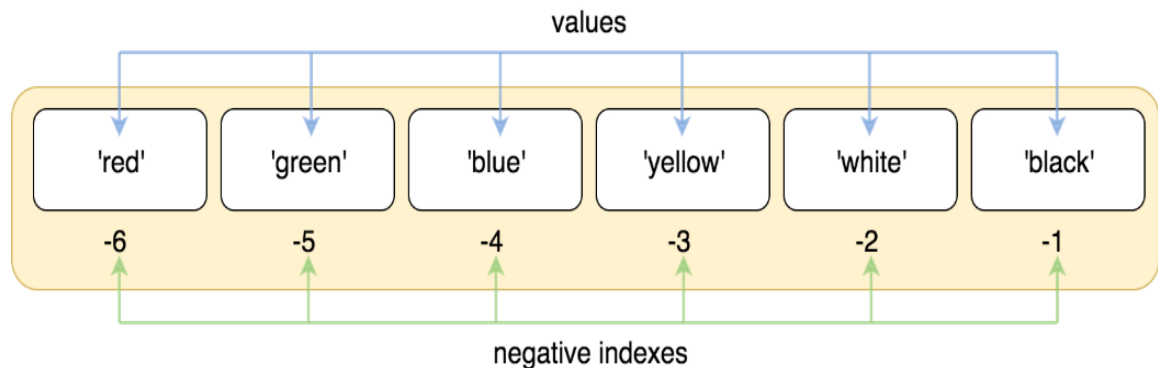 values
'red' 'green' 'blue' 'yellow' 'white' 'black'
-6 -5 -4 -3 -2 -1
negative indexes